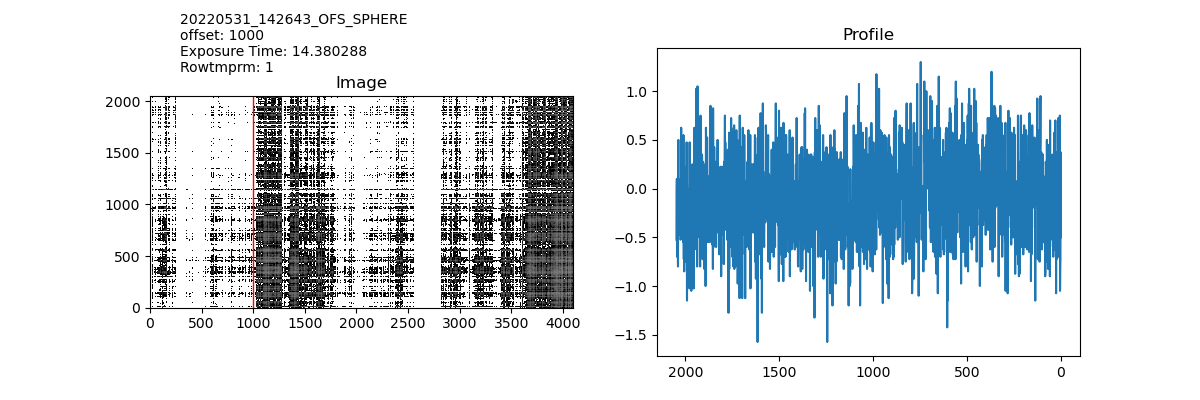 20220531_142643_OFS_SPHERE
offset: 1000
Exposure Time: 14.380288
Rowtmprm: 1
Image
2000
1500
1000
500
0
0 500 1000 1500 2000 2500 3000 3500 4000
Profile
1.0
0.5
0.0
−0.5
−1.0
−1.5
2000 1500 1000 500 0